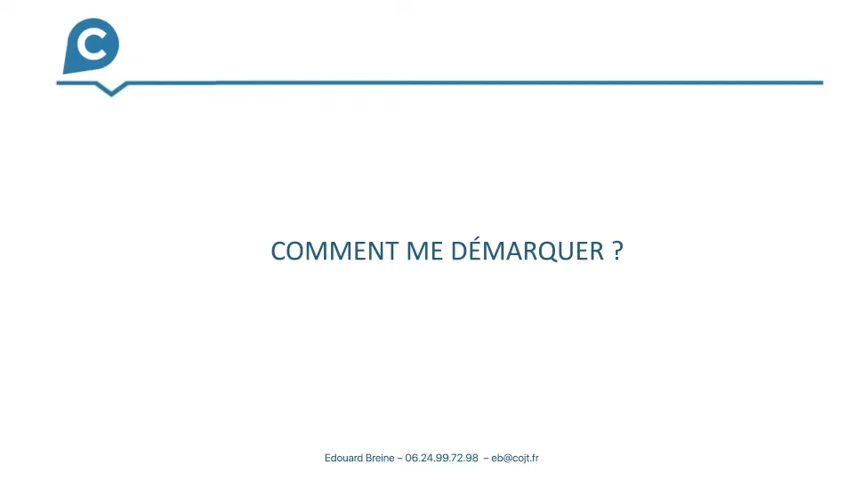 C
COMMENT ME DÉMARQUER ?
Edouard Breine – 06.24.99.72.98 – eb@cojt.fr